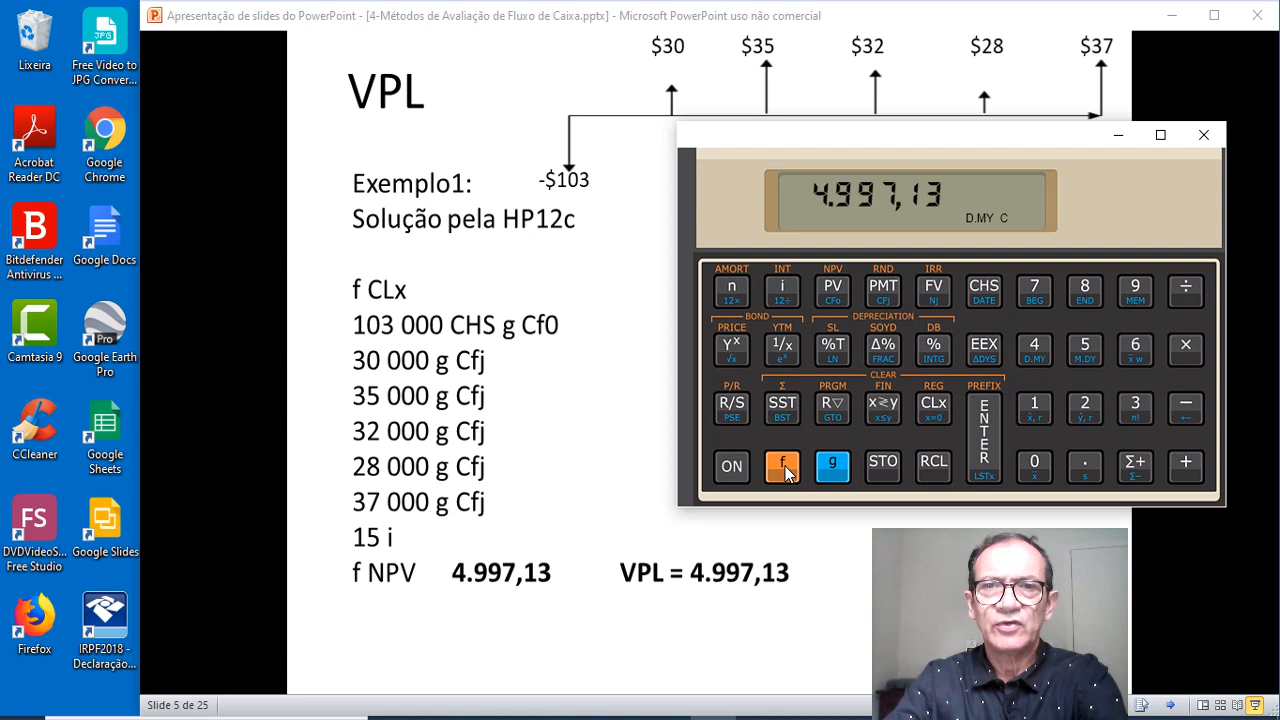 Apresentação de slides do PowerPoint - [4-Métodos de Avaliação de Fluxo de Caixa.pptx] - Microsoft PowerPoint uso não comercial
Lixeira
Free Video to
JPG Conver...
Acrobat
Reader DC
Google
Chrome
Bitdefender
Antivirus ...
Google Docs
Camtasia 9
Google Earth
Pro
CCleaner
Google
Sheets
DVDVideoS...
Free Studio
Google Slides
Firefox
IRPF2018 -
Declaração...
$30 $35 $32 $28 $37
VPL
-$103
Exemplo1:
Solução pela HP12c
f CLx
103 000 CHS g Cf0
30 000 g Cfj
35 000 g Cfj
32 000 g Cfj
28 000 g Cfj
37 000 g Cfj
15 i
f NPV 4.997,13 VPL = 4.997,13
4.997,13
D.MY C
AMORT INT NPV RND IRR
n i PV PMT FV CHS 7 8 9 ÷
12× 12÷ CFo CFj Nj DATE BEG END MEM
BOND DEPRECIATION
PRICE YTM SL SOYD DB
Yx 1/x %T Δ% % EEX 4 5 6 ×
√x ex LN FRAC INTG ΔDYS D.MY M.DY x̄ w
CLEAR
P/R Σ PRGM FIN REG PREFIX
R/S SST R▽ x≷y CLx ENTER 1 2 3 −
PSE BST GTO x≤y x=0 x̂, r ŷ, r n! ←
ON f g STO RCL 0 . Σ+ +
LSTx x̄ s Σ−
Slide 5 de 25